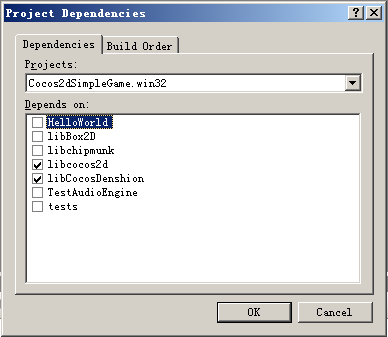 Project Dependencies
Dependencies
Build Order
Projects:
Cocos2dSimpleGame.win32
Depends on:
HelloWorld
libBox2D
libchipmunk
libcocos2d
libCocosDenshion
TestAudioEngine
tests
OK
Cancel